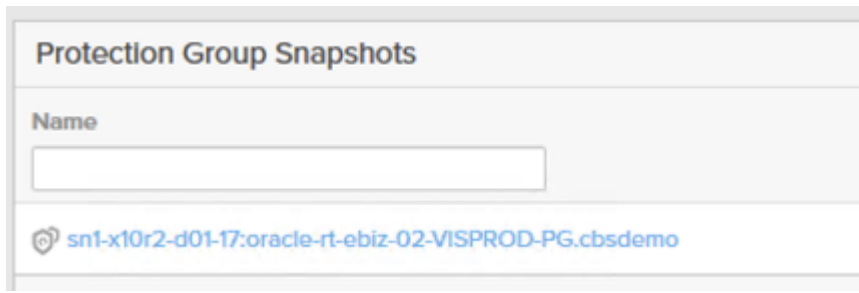 Protection Group Snapshots
Name
sn1-x10r2-d01-17:oracle-rt-ebiz-02-VISPROD-PG.cbsdemo